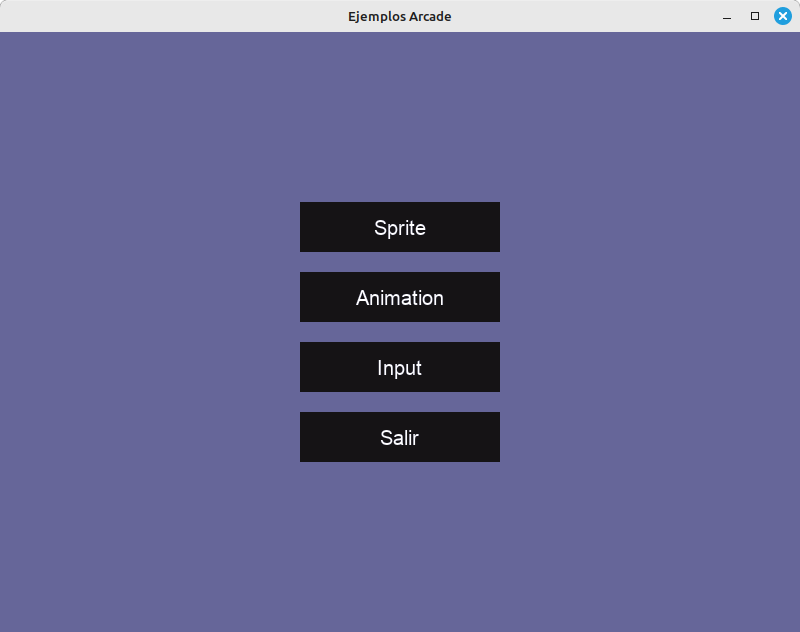 Ejemplos Arcade
Sprite
Animation
Input
Salir